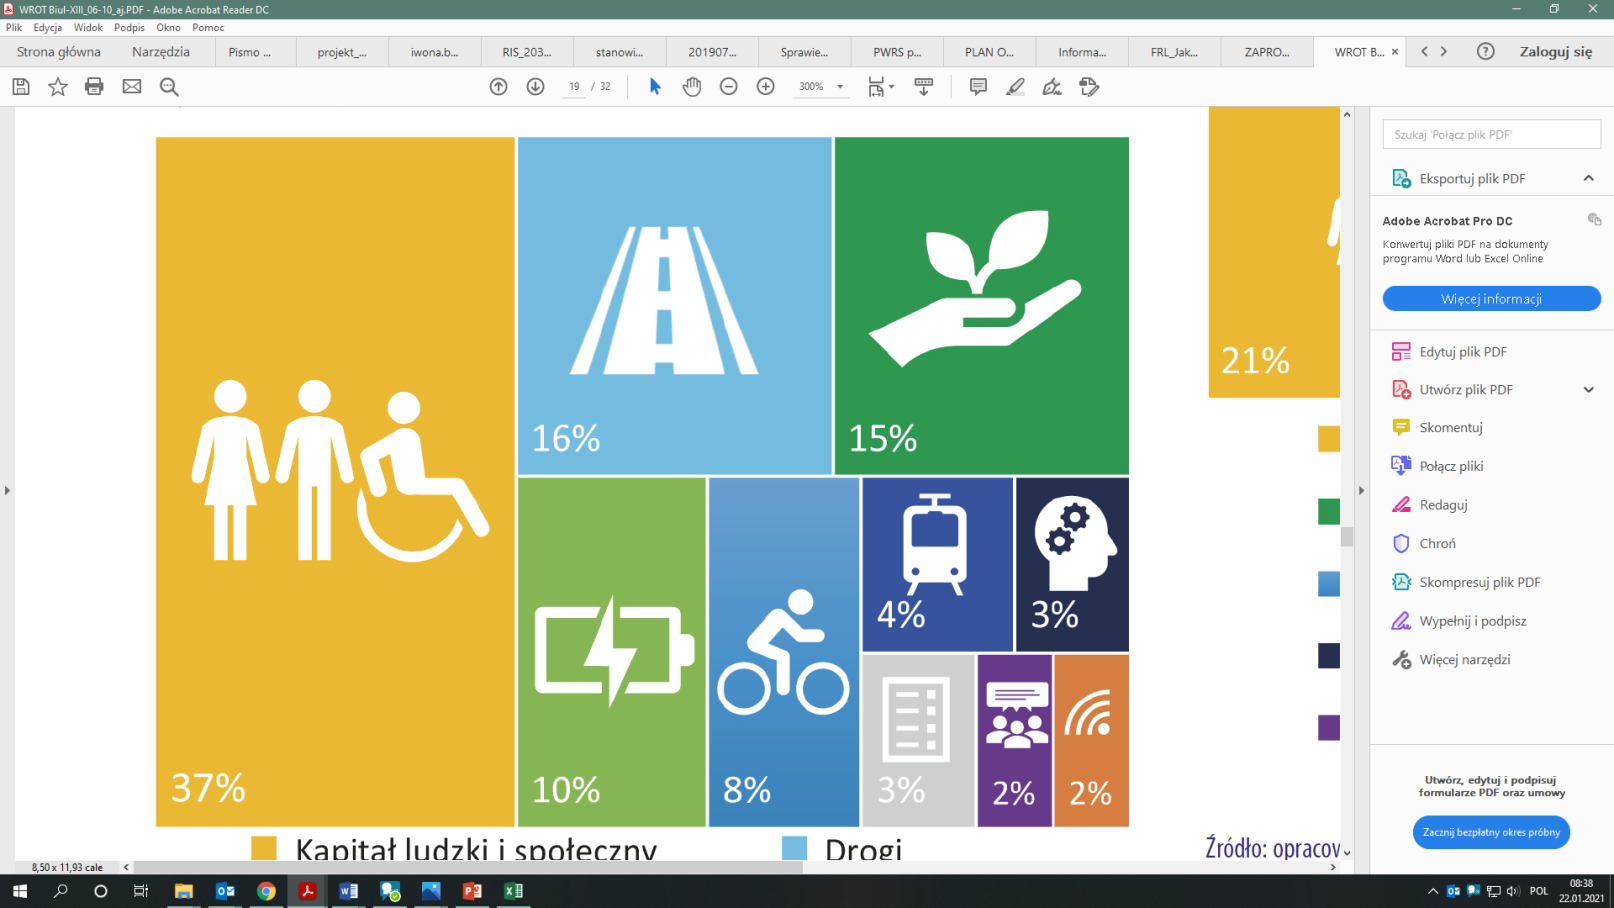 WROT Biul-XIII_06-10_aj.PDF - Adobe Acrobat Reader DC
Plik Edycja Widok Podpis Okno Pomoc
Strona główna Narzędzia Pismo ... projekt_... iwona.b... RIS_203... stanowi... 201907... Sprawie... PWRS p... PLAN O... Informa... FRL_Jak... ZAPRO... WROT B... × Zaloguj się
19 / 32 300%
Szukaj 'Połącz plik PDF'
Eksportuj plik PDF
Adobe Acrobat Pro DC
Konwertuj pliki PDF na dokumenty
programu Word lub Excel Online
Więcej informacji
Edytuj plik PDF
Utwórz plik PDF
Skomentuj
Połącz pliki
Redaguj
Chroń
Skompresuj plik PDF
Wypełnij i podpisz
Więcej narzędzi
Utwórz, edytuj i podpisuj
formularze PDF oraz umowy
Zacznij bezpłatny okres próbny
21%
16% 15%
4% 3%
37% 10% 8% 3% 2% 2%
Kapitał ludzki i społeczny Drogi
Źródło: opracow
8,50 x 11,93 cale
POL
08:38
22.01.2021